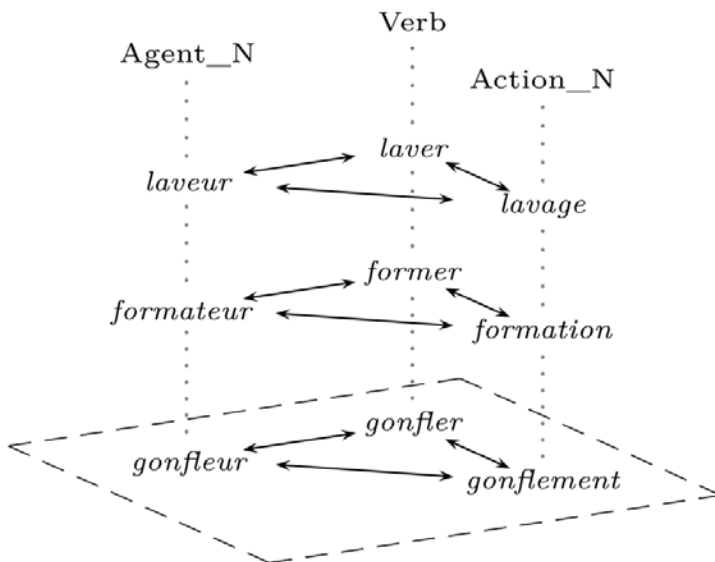 Verb
Agent_N
Action_N
laver
laveur
lavage
former
formateur
formation
gonfler
gonfleur
gonflement